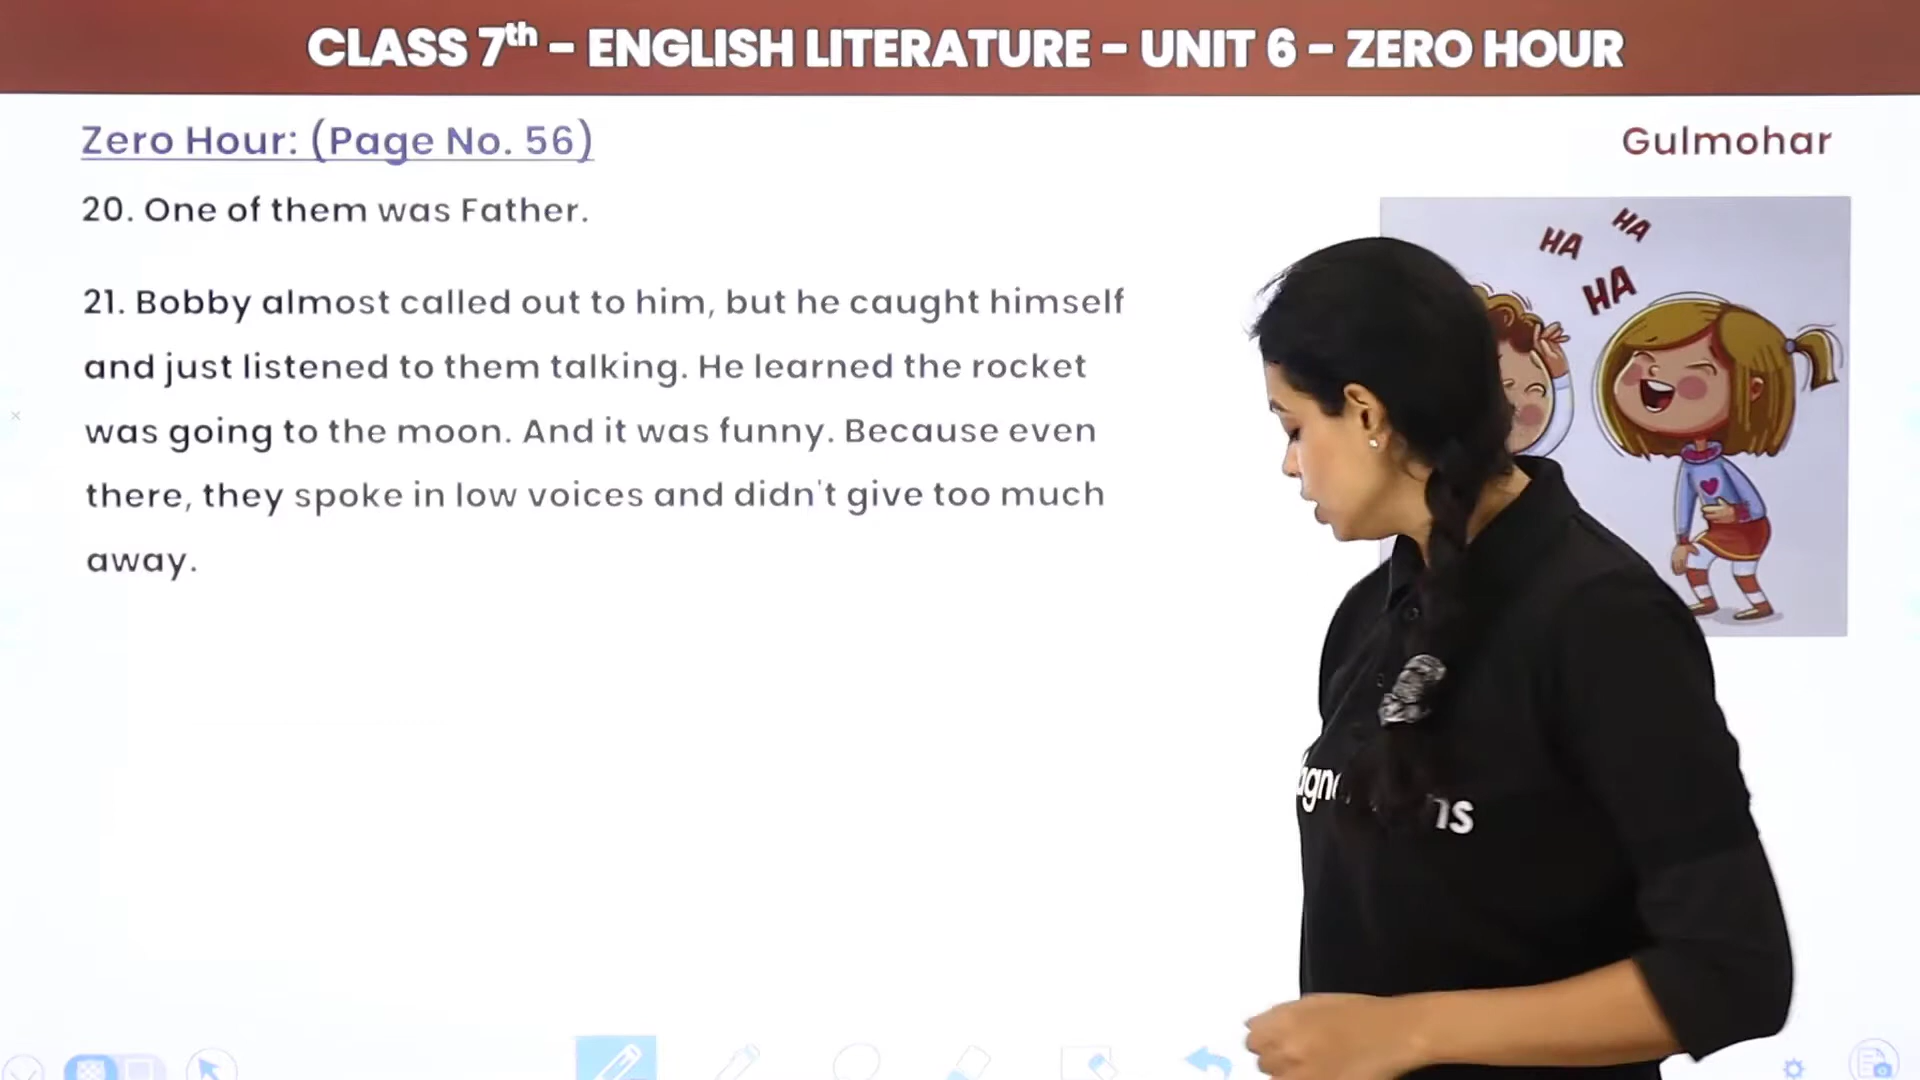 CLASS 7th – ENGLISH LITERATURE – UNIT 6 – ZERO HOUR
Zero Hour: (Page No. 56)
Gulmohar
20. One of them was Father.
21. Bobby almost called out to him, but he caught himself
and just listened to them talking. He learned the rocket
was going to the moon. And it was funny. Because even
there, they spoke in low voices and didn't give too much
away.
HA
HA
HA